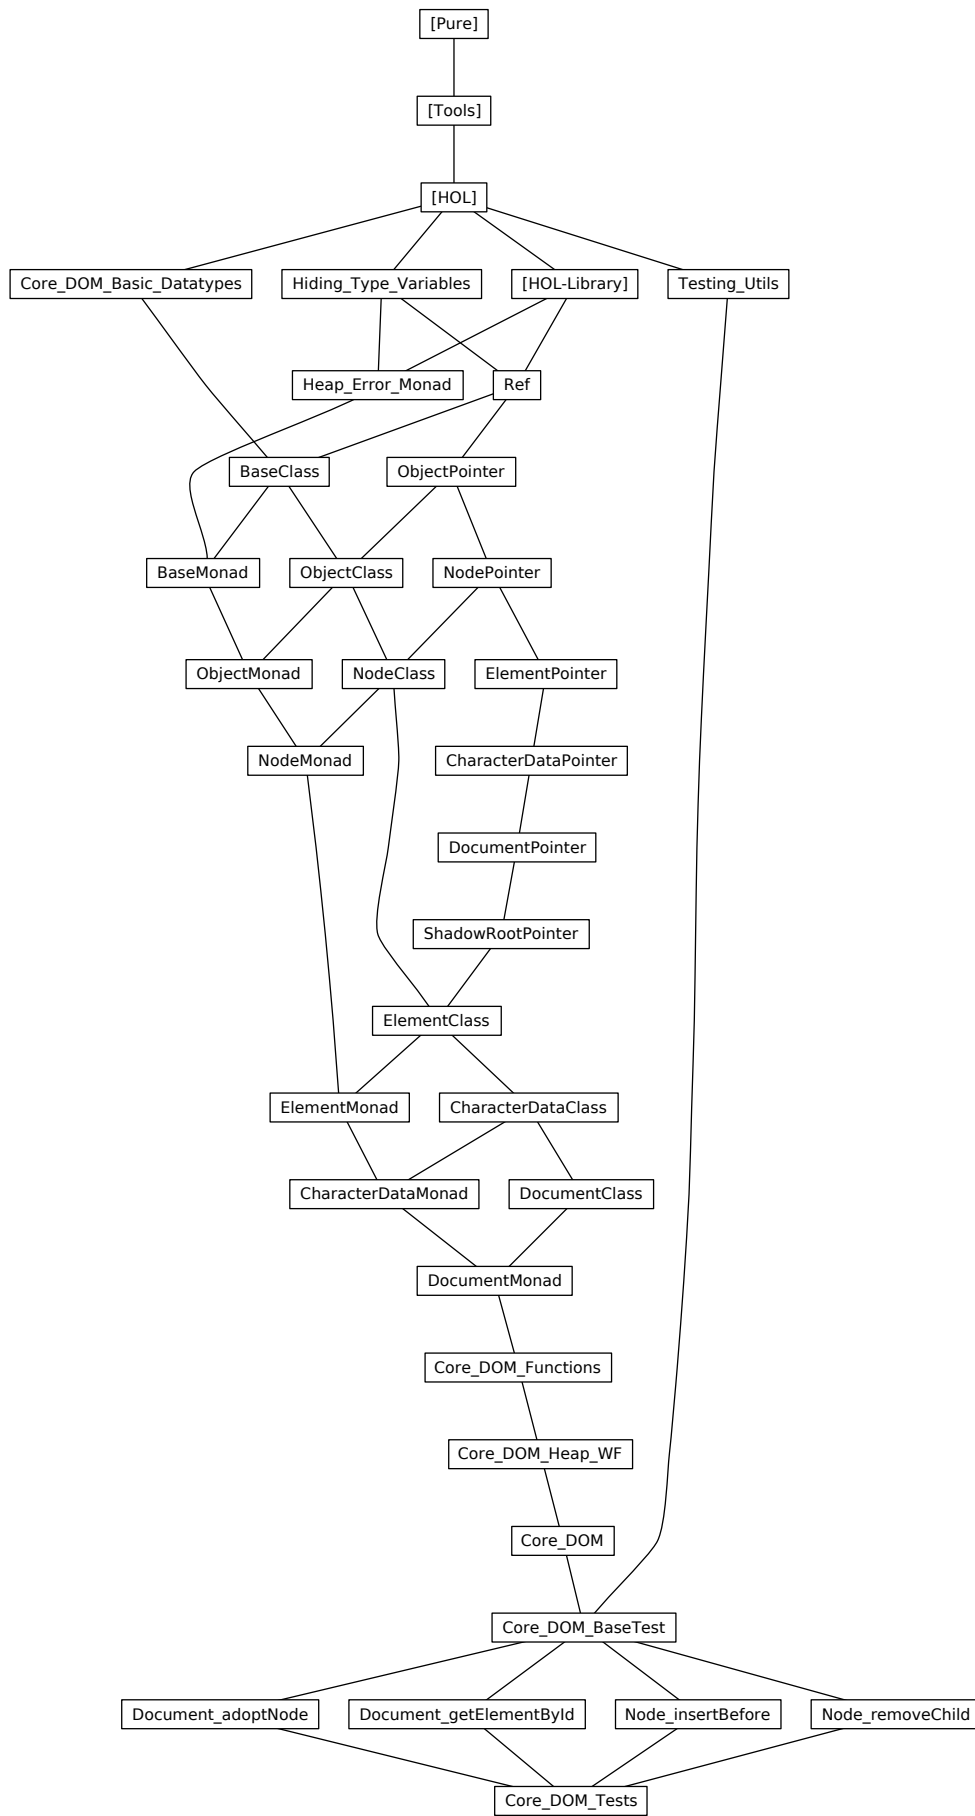 [Pure]
[Tools]
[HOL]
Core_DOM_Basic_Datatypes
Hiding_Type_Variables
[HOL-Library]
Testing_Utils
Heap_Error_Monad
Ref
BaseClass
ObjectPointer
BaseMonad
ObjectClass
NodePointer
ObjectMonad
NodeClass
ElementPointer
NodeMonad
CharacterDataPointer
DocumentPointer
ShadowRootPointer
ElementClass
ElementMonad
CharacterDataClass
CharacterDataMonad
DocumentClass
DocumentMonad
Core_DOM_Functions
Core_DOM_Heap_WF
Core_DOM
Core_DOM_BaseTest
Document_adoptNode
Document_getElementById
Node_insertBefore
Node_removeChild
Core_DOM_Tests